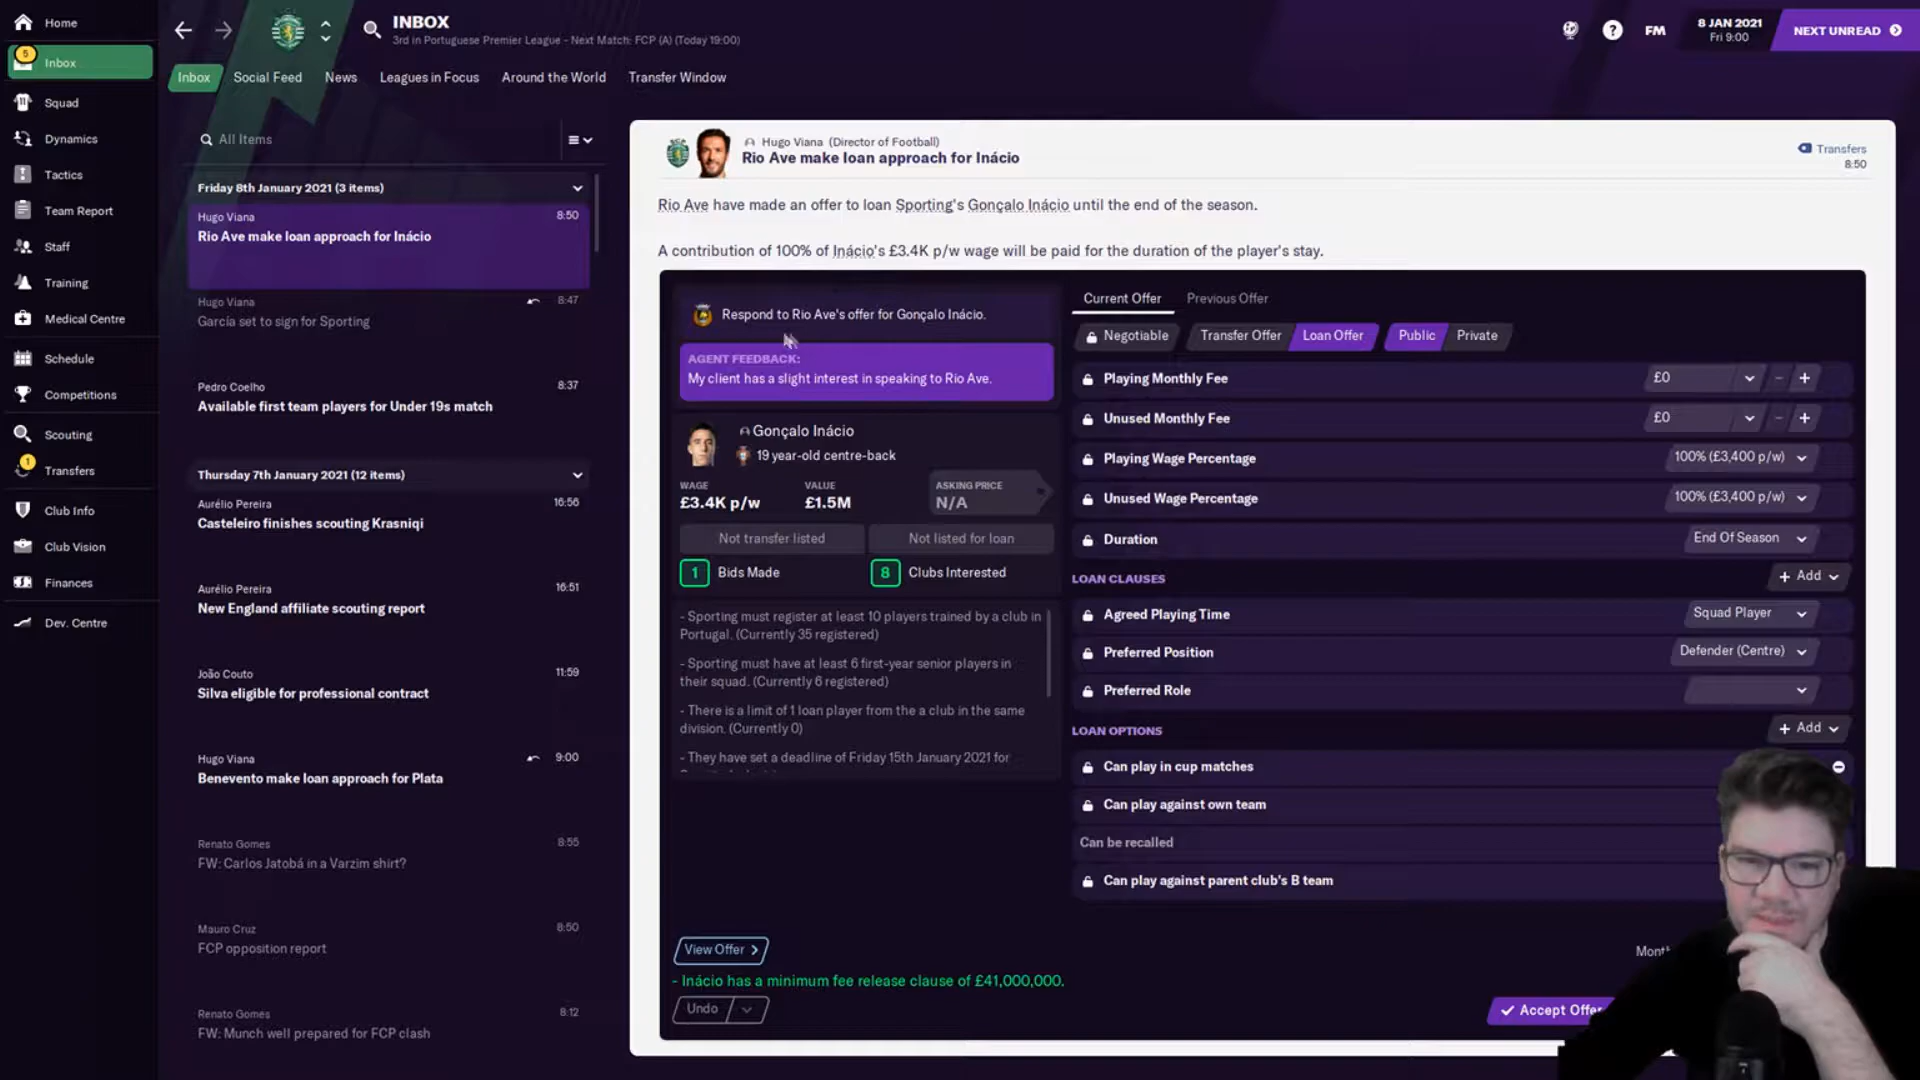 Home
5
Inbox
Squad
Dynamics
Tactics
Team Report
Staff
Training
Medical Centre
Schedule
Competitions
Scouting
1
Transfers
Club Info
Club Vision
Finances
Dev. Centre
INBOX
3rd in Portuguese Premier League - Next Match: FCP (A) (Today 19:00)
FM
8 JAN 2021
Fri 9:00
NEXT UNREAD
Inbox
Social Feed
News
Leagues in Focus
Around the World
Transfer Window
All Items
Friday 8th January 2021 (3 items)
Hugo Viana 8:50
Rio Ave make loan approach for Inácio
Hugo Viana 8:47
García set to sign for Sporting
Pedro Coelho 8:37
Available first team players for Under 19s match
Thursday 7th January 2021 (12 items)
Aurélio Pereira 16:56
Casteleiro finishes scouting Krasniqi
Aurélio Pereira 16:51
New England affiliate scouting report
João Couto 11:59
Silva eligible for professional contract
Hugo Viana 9:00
Benevento make loan approach for Plata
Renato Gomes 8:55
FW: Carlos Jatobá in a Varzim shirt?
Mauro Cruz 8:50
FCP opposition report
Renato Gomes 8:12
FW: Munch well prepared for FCP clash
Hugo Viana (Director of Football)
Rio Ave make loan approach for Inácio
Transfers
8:50
Rio Ave have made an offer to loan Sporting's Gonçalo Inácio until the end of the season.
A contribution of 100% of Inácio's £3.4K p/w wage will be paid for the duration of the player's stay.
Respond to Rio Ave's offer for Gonçalo Inácio.
AGENT FEEDBACK:
My client has a slight interest in speaking to Rio Ave.
Gonçalo Inácio
19 year-old centre-back
WAGE
£3.4K p/w
VALUE
£1.5M
ASKING PRICE
N/A
Not transfer listed
Not listed for loan
1 Bids Made
8 Clubs Interested
- Sporting must register at least 10 players trained by a club in
Portugal. (Currently 35 registered)
- Sporting must have at least 6 first-year senior players in
their squad. (Currently 6 registered)
- There is a limit of 1 loan player from the a club in the same
division. (Currently 0)
- They have set a deadline of Friday 15th January 2021 for
View Offer
- Inácio has a minimum fee release clause of £41,000,000.
Undo
Current Offer
Previous Offer
Negotiable
Transfer Offer
Loan Offer
Public
Private
Playing Monthly Fee £0
Unused Monthly Fee £0
Playing Wage Percentage 100% (£3,400 p/w)
Unused Wage Percentage 100% (£3,400 p/w)
Duration End Of Season
LOAN CLAUSES + Add
Agreed Playing Time Squad Player
Preferred Position Defender (Centre)
Preferred Role
LOAN OPTIONS + Add
Can play in cup matches
Can play against own team
Can be recalled
Can play against parent club's B team
Accept Offer